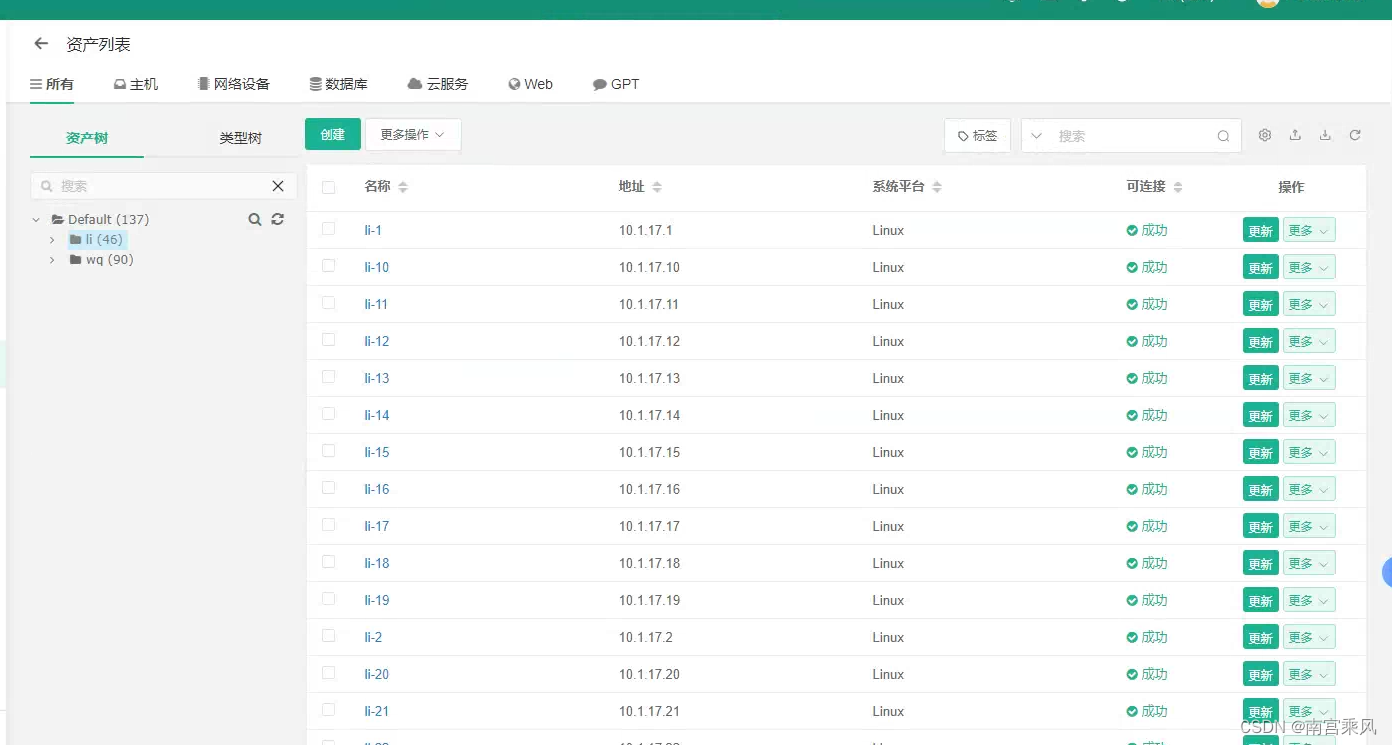 资产列表
所有 主机 网络设备 数据库 云服务 Web GPT
资产树 类型树 创建 更多操作 标签 搜索
搜索
Default (137)
li (46)
wq (90)
名称 地址 系统平台 可连接 操作
li-1 10.1.17.1 Linux 成功 更新 更多
li-10 10.1.17.10 Linux 成功 更新 更多
li-11 10.1.17.11 Linux 成功 更新 更多
li-12 10.1.17.12 Linux 成功 更新 更多
li-13 10.1.17.13 Linux 成功 更新 更多
li-14 10.1.17.14 Linux 成功 更新 更多
li-15 10.1.17.15 Linux 成功 更新 更多
li-16 10.1.17.16 Linux 成功 更新 更多
li-17 10.1.17.17 Linux 成功 更新 更多
li-18 10.1.17.18 Linux 成功 更新 更多
li-19 10.1.17.19 Linux 成功 更新 更多
li-2 10.1.17.2 Linux 成功 更新 更多
li-20 10.1.17.20 Linux 成功 更新 更多
li-21 10.1.17.21 Linux 成功 更新 更多
CSDN @南宫乘风